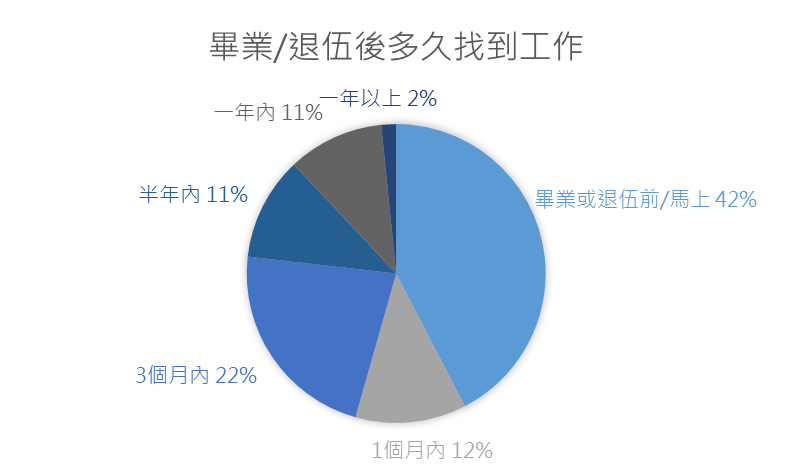 畢業/退伍後多久找到工作
一年以上 2%
一年內 11%
半年內 11%
畢業或退伍前/馬上 42%
3個月內 22%
1個月內 12%